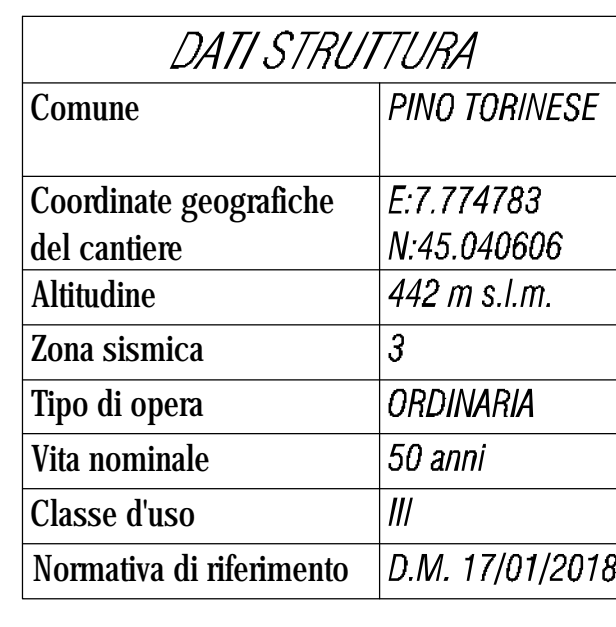 DATI STRUTTURA
Comune PINO TORINESE
Coordinate geografiche E:7.774783
del cantiere N:45.040606
Altitudine 442 m s.l.m.
Zona sismica 3
Tipo di opera ORDINARIA
Vita nominale 50 anni
Classe d'uso III
Normativa di riferimento D.M. 17/01/2018